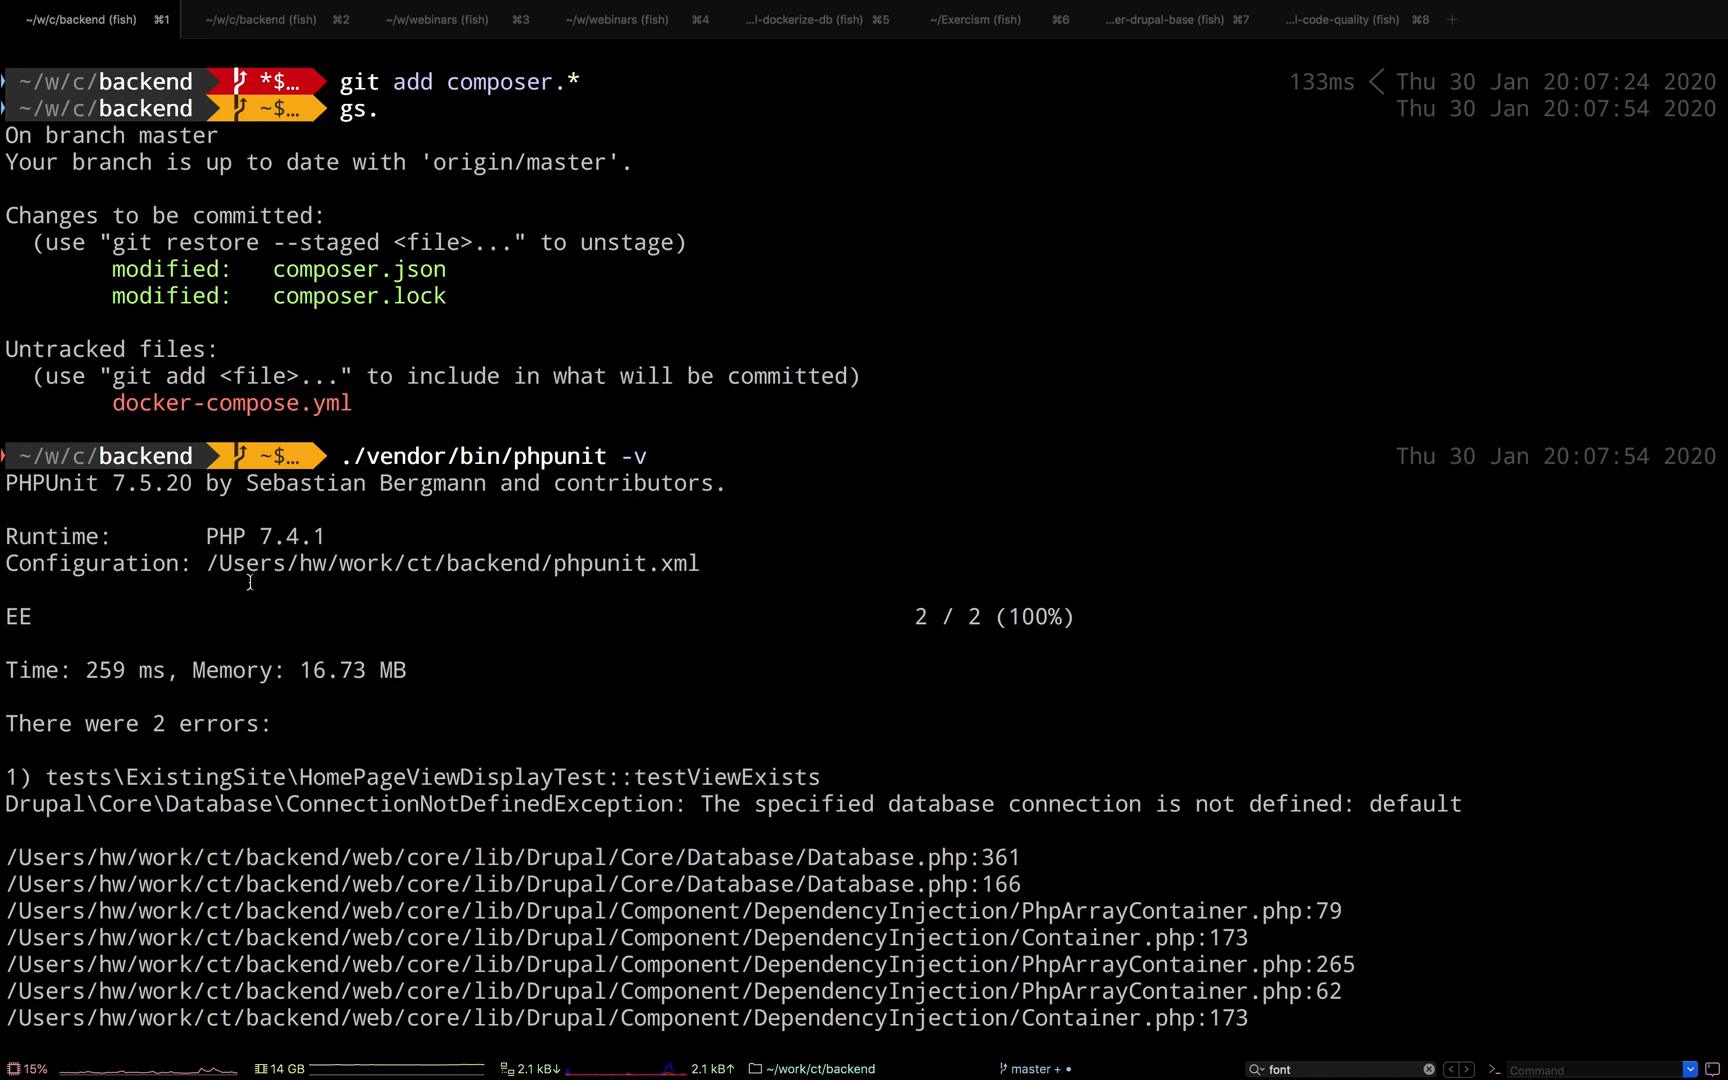 ~/w/c/backend (fish) ⌘1 ~/w/c/backend (fish) ⌘2 ~/w/webinars (fish) ⌘3 ~/w/webinars (fish) ⌘4 ...l-dockerize-db (fish) ⌘5 ~/Exercism (fish) ⌘6 ...er-drupal-base (fish) ⌘7 ...l-code-quality (fish) ⌘8 +
~/w/c/backend *$… git add composer.* 133ms < Thu 30 Jan 20:07:24 2020
~/w/c/backend ~$… gs. Thu 30 Jan 20:07:54 2020
On branch master
Your branch is up to date with 'origin/master'.
Changes to be committed:
(use "git restore --staged <file>..." to unstage)
modified: composer.json
modified: composer.lock
Untracked files:
(use "git add <file>..." to include in what will be committed)
docker-compose.yml
~/w/c/backend ~$… ./vendor/bin/phpunit -v Thu 30 Jan 20:07:54 2020
PHPUnit 7.5.20 by Sebastian Bergmann and contributors.
Runtime: PHP 7.4.1
Configuration: /Users/hw/work/ct/backend/phpunit.xml
EE 2 / 2 (100%)
Time: 259 ms, Memory: 16.73 MB
There were 2 errors:
1) tests\ExistingSite\HomePageViewDisplayTest::testViewExists
Drupal\Core\Database\ConnectionNotDefinedException: The specified database connection is not defined: default
/Users/hw/work/ct/backend/web/core/lib/Drupal/Core/Database/Database.php:361
/Users/hw/work/ct/backend/web/core/lib/Drupal/Core/Database/Database.php:166
/Users/hw/work/ct/backend/web/core/lib/Drupal/Component/DependencyInjection/PhpArrayContainer.php:79
/Users/hw/work/ct/backend/web/core/lib/Drupal/Component/DependencyInjection/Container.php:173
/Users/hw/work/ct/backend/web/core/lib/Drupal/Component/DependencyInjection/PhpArrayContainer.php:265
/Users/hw/work/ct/backend/web/core/lib/Drupal/Component/DependencyInjection/PhpArrayContainer.php:62
/Users/hw/work/ct/backend/web/core/lib/Drupal/Component/DependencyInjection/Container.php:173
15% 14 GB 2.1 kB↓ 2.1 kB↑ ~/work/ct/backend master + • font Command